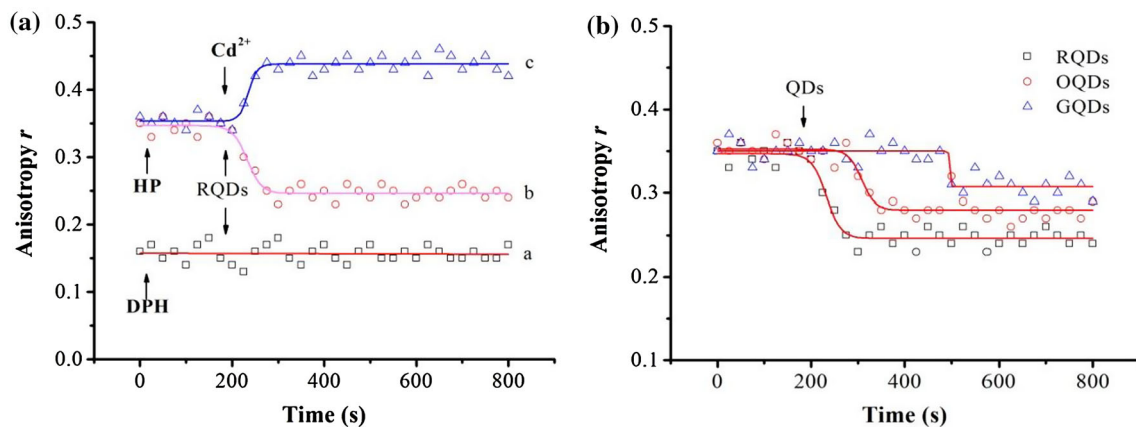 (a)
Anisotropy r
0.5
0.4
0.3
0.2
0.1
0.0
Cd2+
HP
RQDs
DPH
c
b
a
0 200 400 600 800
Time (s)
(b)
Anisotropy r
0.5
0.4
0.3
0.2
0.1
QDs
RQDs
OQDs
GQDs
0 200 400 600 800
Time (s)